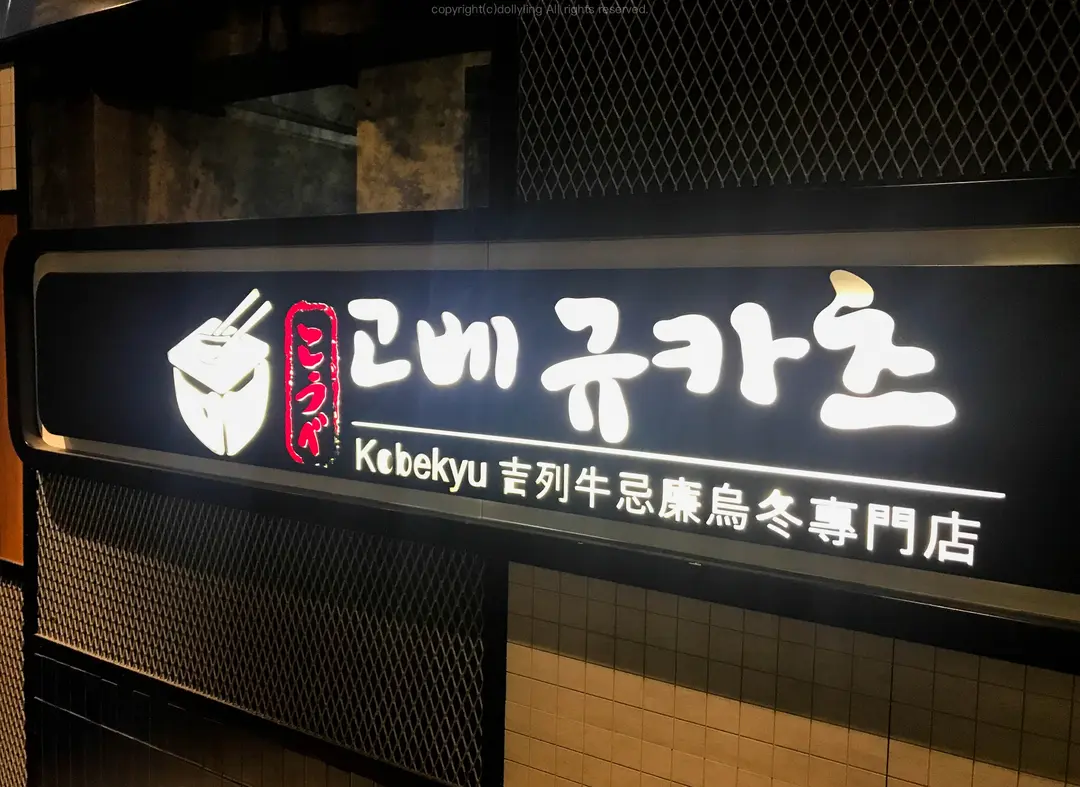 copyright(c)dollyling All rights reserved.
こうべ
고베 규카츠
Kobekyu 吉列牛忌廉烏冬專門店